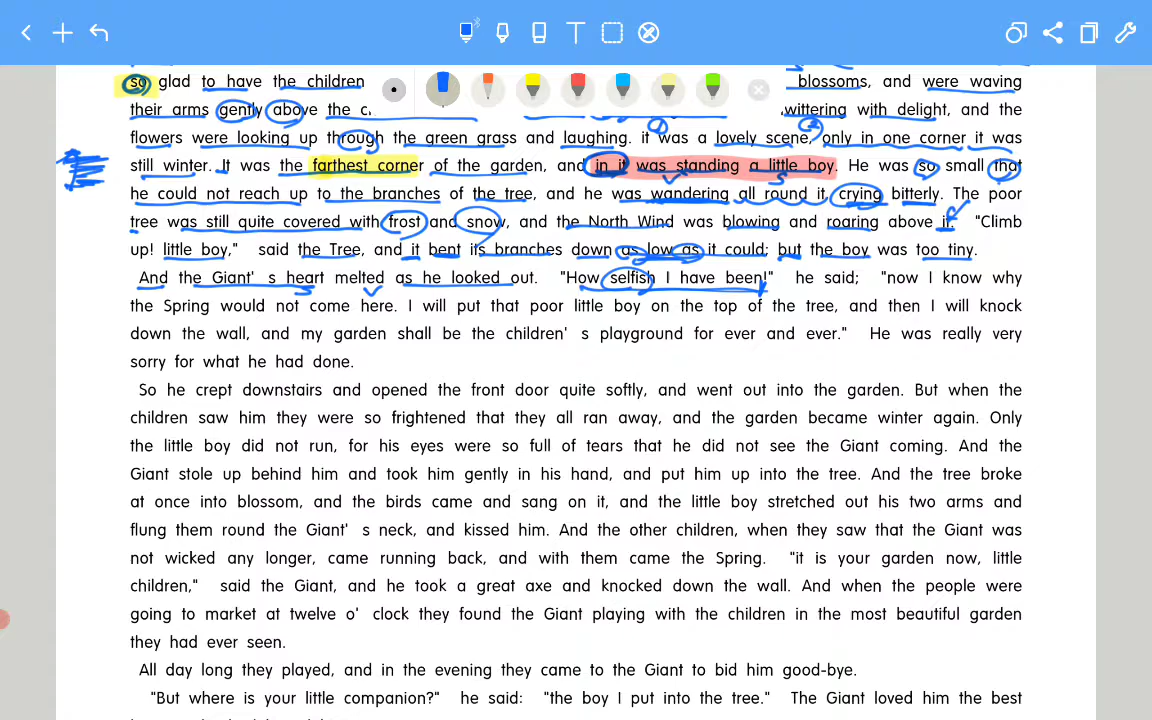 so glad to have the children blossoms, and were waving
their arms gently above the c. wittering with delight, and the
flowers were looking up through the green grass and laughing. it was a lovely scene, only in one corner it was
still winter. It was the farthest corner of the garden, and in it was standing a little boy. He was so small that
he could not reach up to the branches of the tree, and he was wandering all round it, crying bitterly. The poor
tree was still quite covered with frost and snow, and the North Wind was blowing and roaring above it. "Climb
up! little boy," said the Tree, and it bent its branches down as low as it could; but the boy was too tiny.
And the Giant' s heart melted as he looked out. "How selfish I have been!" he said; "now I know why
the Spring would not come here. I will put that poor little boy on the top of the tree, and then I will knock
down the wall, and my garden shall be the children' s playground for ever and ever." He was really very
sorry for what he had done.
So he crept downstairs and opened the front door quite softly, and went out into the garden. But when the
children saw him they were so frightened that they all ran away, and the garden became winter again. Only
the little boy did not run, for his eyes were so full of tears that he did not see the Giant coming. And the
Giant stole up behind him and took him gently in his hand, and put him up into the tree. And the tree broke
at once into blossom, and the birds came and sang on it, and the little boy stretched out his two arms and
flung them round the Giant' s neck, and kissed him. And the other children, when they saw that the Giant was
not wicked any longer, came running back, and with them came the Spring. "it is your garden now, little
children," said the Giant, and he took a great axe and knocked down the wall. And when the people were
going to market at twelve o' clock they found the Giant playing with the children in the most beautiful garden
they had ever seen.
All day long they played, and in the evening they came to the Giant to bid him good-bye.
"But where is your little companion?" he said: "the boy I put into the tree." The Giant loved him the best